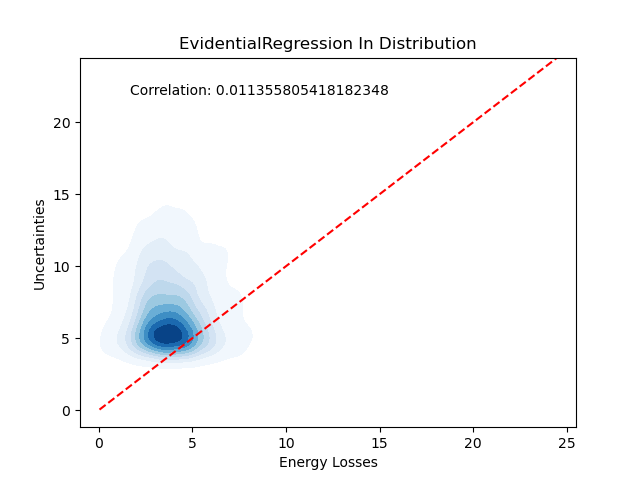 EvidentialRegression In Distribution
Correlation: 0.011355805418182348
Uncertainties
20
15
10
5
0
0 5 10 15 20 25
Energy Losses